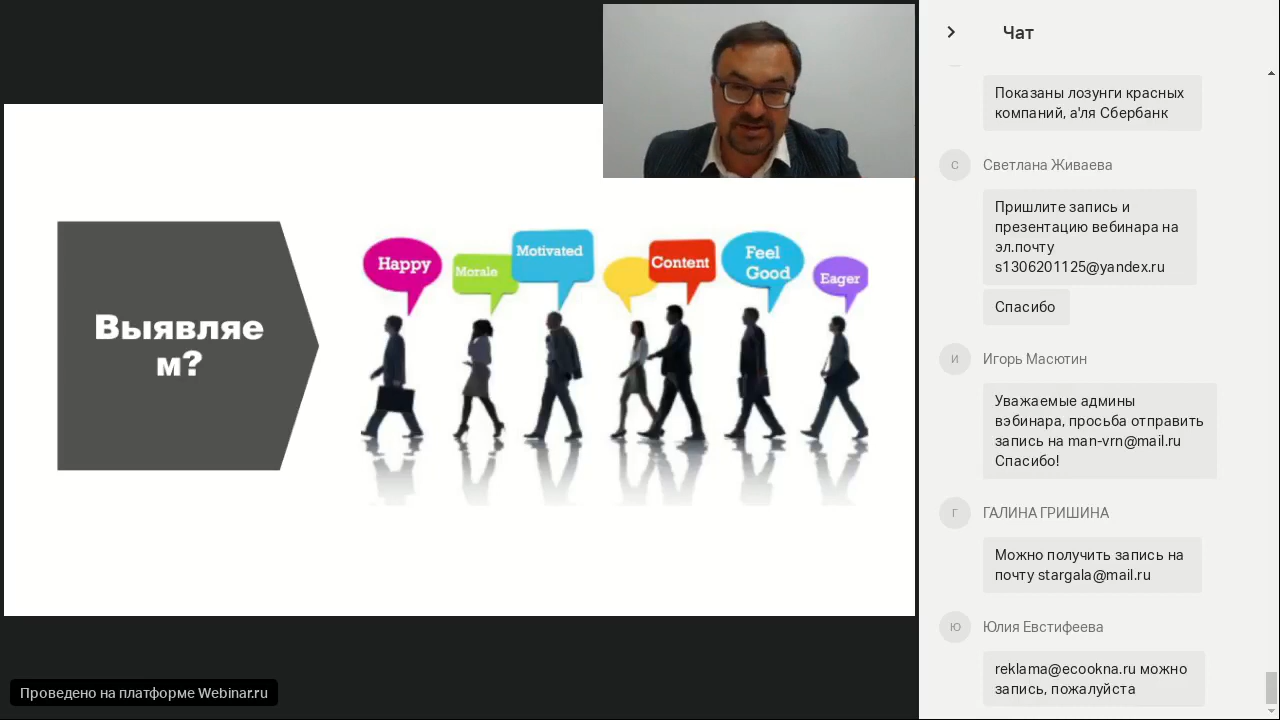 Выявляе
м?
Happy
Morale
Motivated
Content
Feel
Good
Eager
Проведено на платформе Webinar.ru
Чат
Показаны лозунги красных
компаний, а'ля Сбербанк
С
Светлана Живаева
Пришлите запись и
презентацию вебинара на
эл.почту
s1306201125@yandex.ru
Спасибо
И
Игорь Масютин
Уважаемые админы
вэбинара, просьба отправить
запись на man-vrn@mail.ru
Спасибо!
Г
ГАЛИНА ГРИШИНА
Можно получить запись на
почту stargala@mail.ru
Ю
Юлия Евстифеева
reklama@ecookna.ru можно
запись, пожалуйста